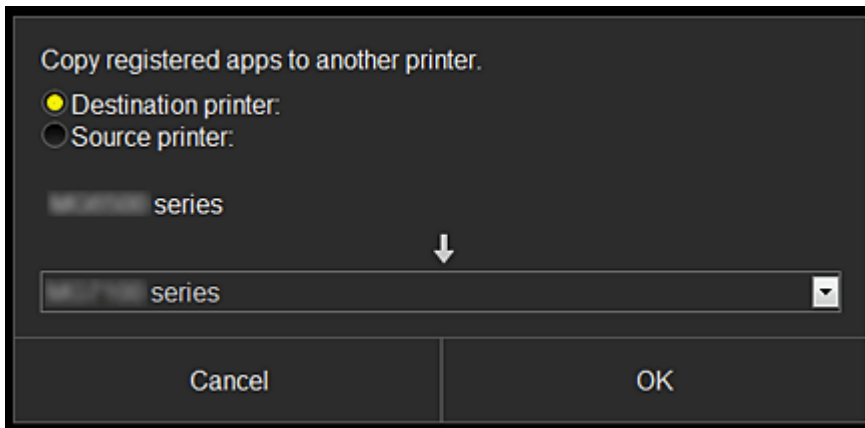 Copy registered apps to another printer.
Destination printer:
Source printer:
series
series
Cancel
OK